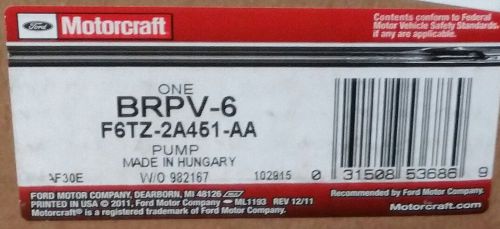 Ford
Motorcraft
Contents conform to Federal
Motor Vehicle Safety Standards,
if any are applicable.
ONE
BRPV-6
F6TZ-2A451-AA
PUMP
MADE IN HUNGARY
AF30E W/O 982167 102915
0 31508 53686 9
FORD MOTOR COMPANY, DEARBORN, MI 48126
PRINTED IN USA © 2011, Ford Motor Company • ML1193 REV 12/11
Motorcraft® is a registered trademark of Ford Motor Company.
Recommended by Ford Motor Company.
Motorcraft.com